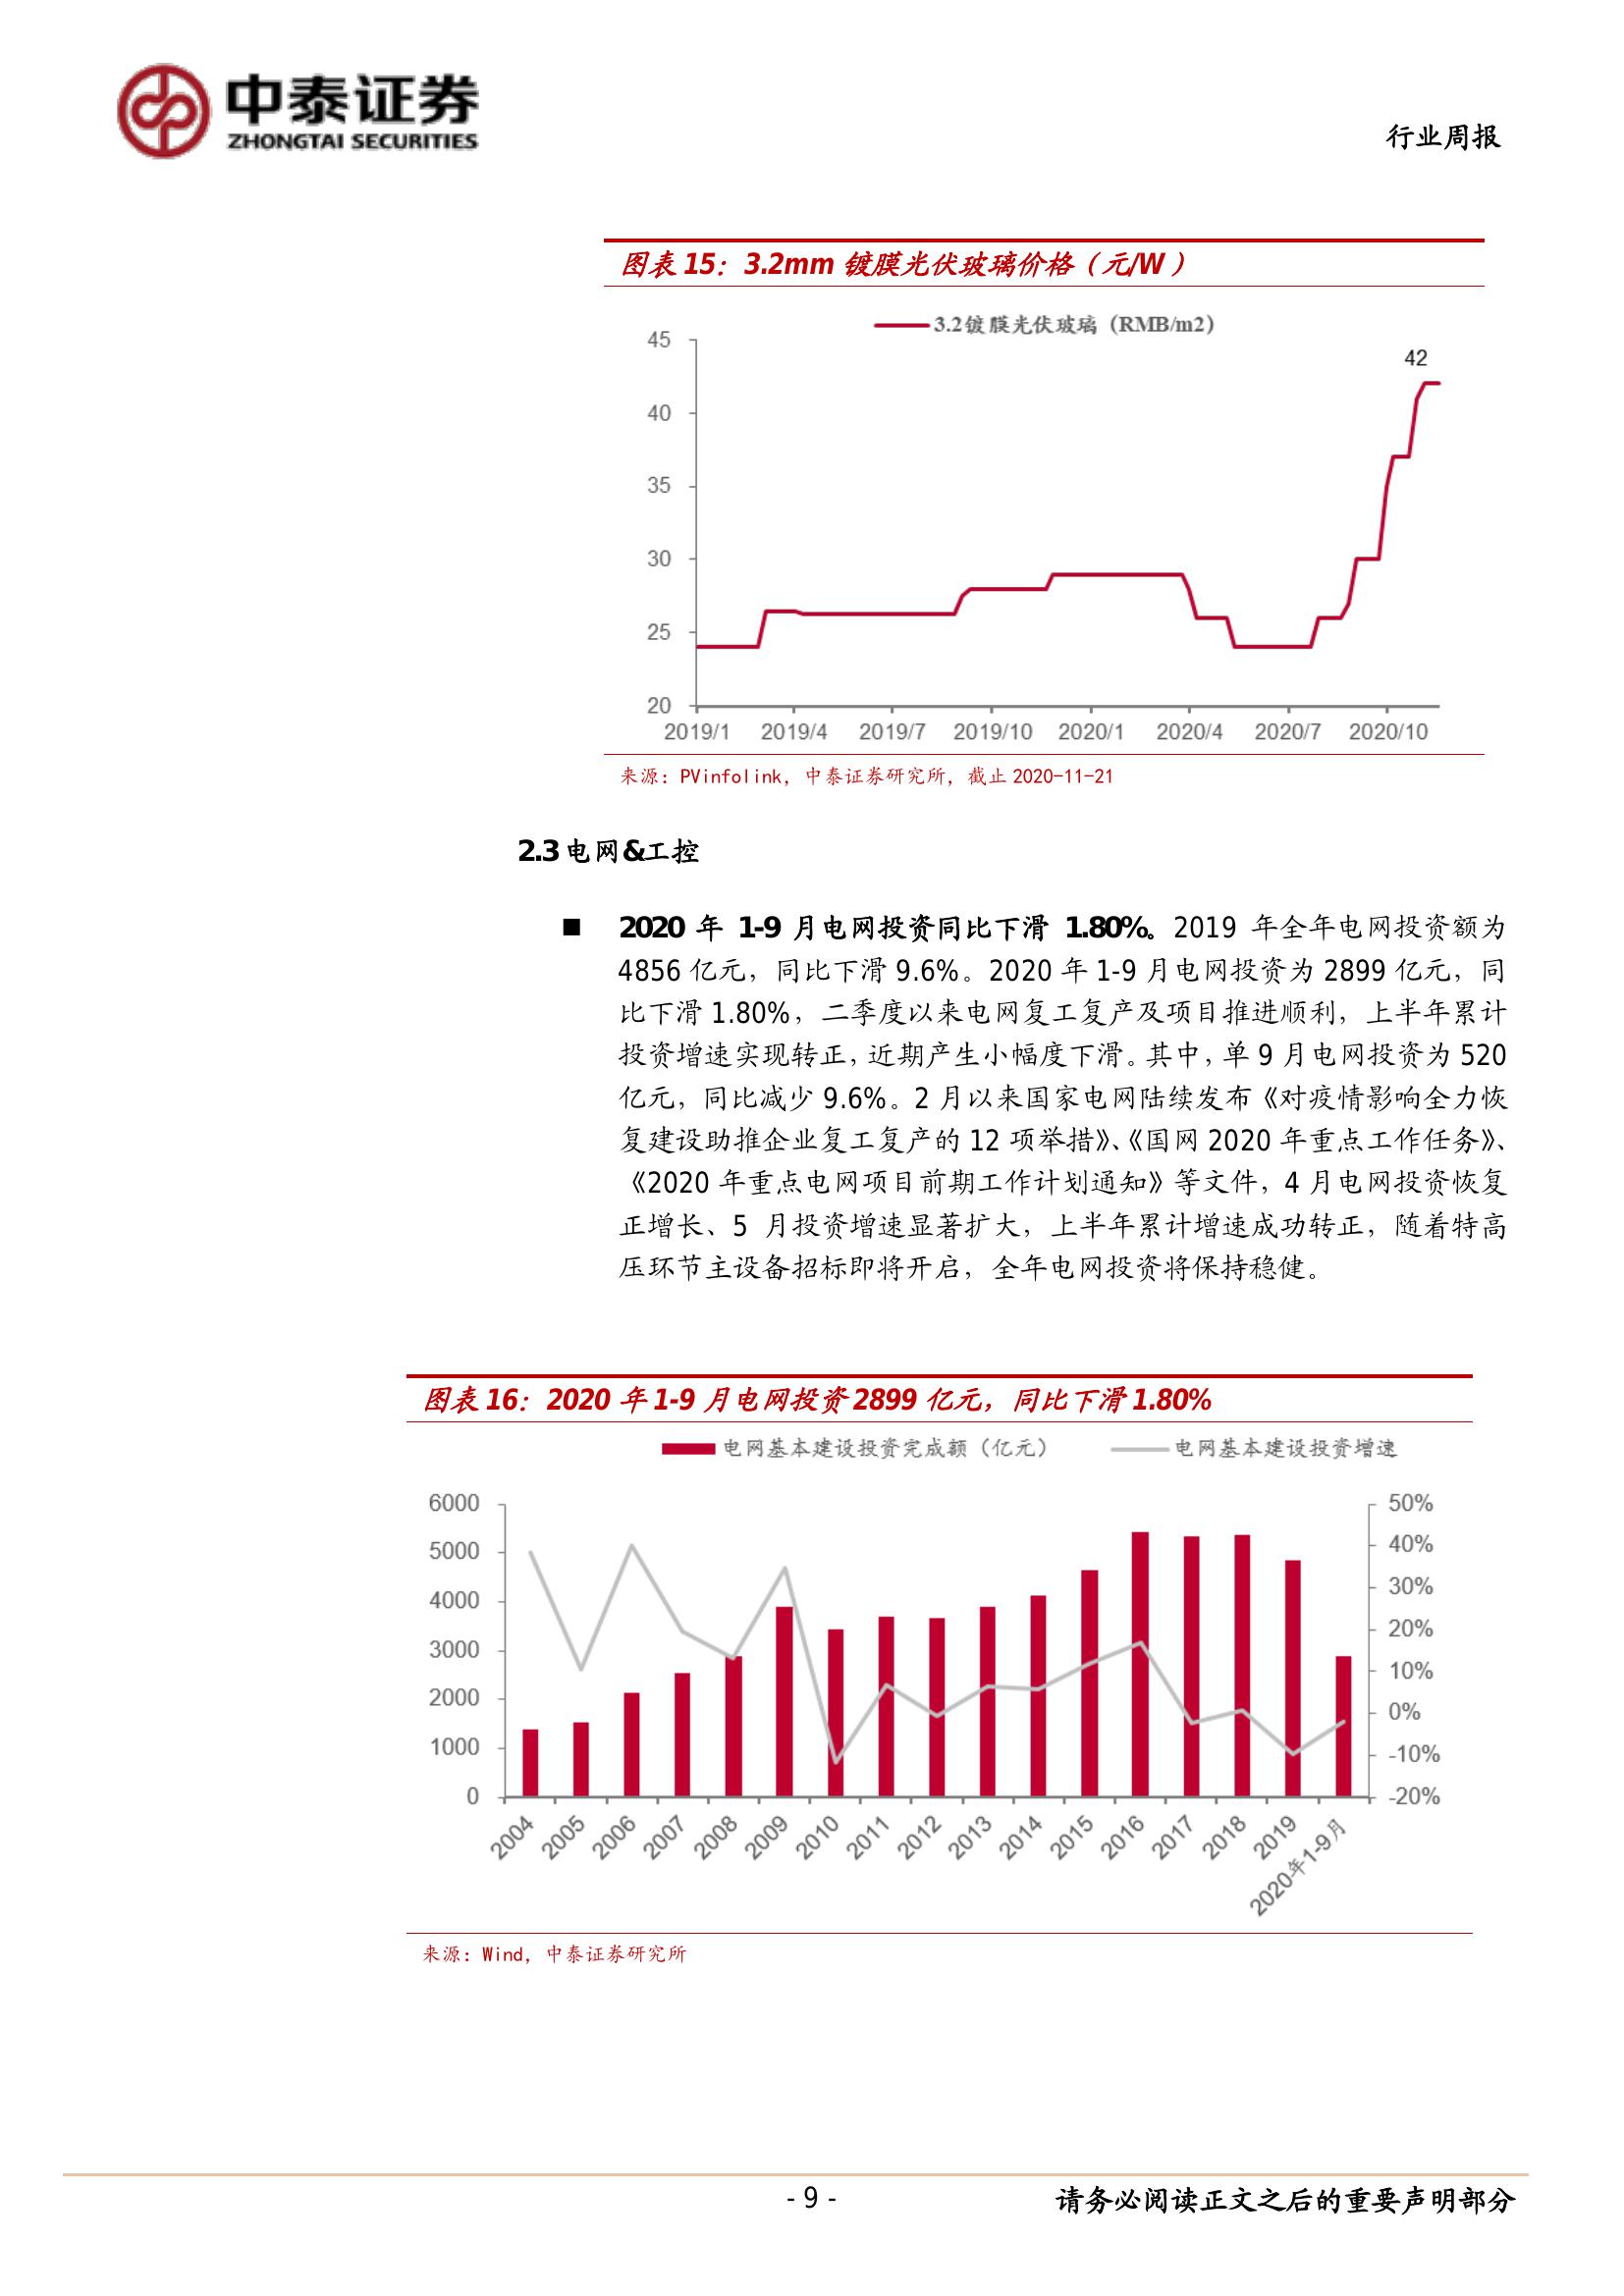 中泰证券
ZHONGTAI SECURITIES
行业周报
图表 15：3.2mm 镀膜光伏玻璃价格（元/W）
3.2镀膜光伏玻璃（RMB/m2）
45
40
35
30
25
20
42
2019/1 2019/4 2019/7 2019/10 2020/1 2020/4 2020/7 2020/10
来源：PVinfolink，中泰证券研究所，截止 2020-11-21
2.3 电网&工控
■ 2020 年 1-9 月电网投资同比下滑 1.80%。2019 年全年电网投资额为
4856 亿元，同比下滑 9.6%。2020 年 1-9 月电网投资为 2899 亿元，同
比下滑 1.80%，二季度以来电网复工复产及项目推进顺利，上半年累计
投资增速实现转正，近期产生小幅度下滑。其中，单 9 月电网投资为 520
亿元，同比减少 9.6%。2 月以来国家电网陆续发布《对疫情影响全力恢
复建设助推企业复工复产的 12 项举措》、《国网 2020 年重点工作任务》、
《2020 年重点电网项目前期工作计划通知》等文件，4 月电网投资恢复
正增长、5 月投资增速显著扩大，上半年累计增速成功转正，随着特高
压环节主设备招标即将开启，全年电网投资将保持稳健。
图表 16：2020 年 1-9 月电网投资 2899 亿元，同比下滑 1.80%
电网基本建设投资完成额（亿元） 电网基本建设投资增速
6000
5000
4000
3000
2000
1000
0
50%
40%
30%
20%
10%
0%
-10%
-20%
2004 2005 2006 2007 2008 2009 2010 2011 2012 2013 2014 2015 2016 2017 2018 2019 2020年1-9月
来源：Wind，中泰证券研究所
- 9 -
请务必阅读正文之后的重要声明部分